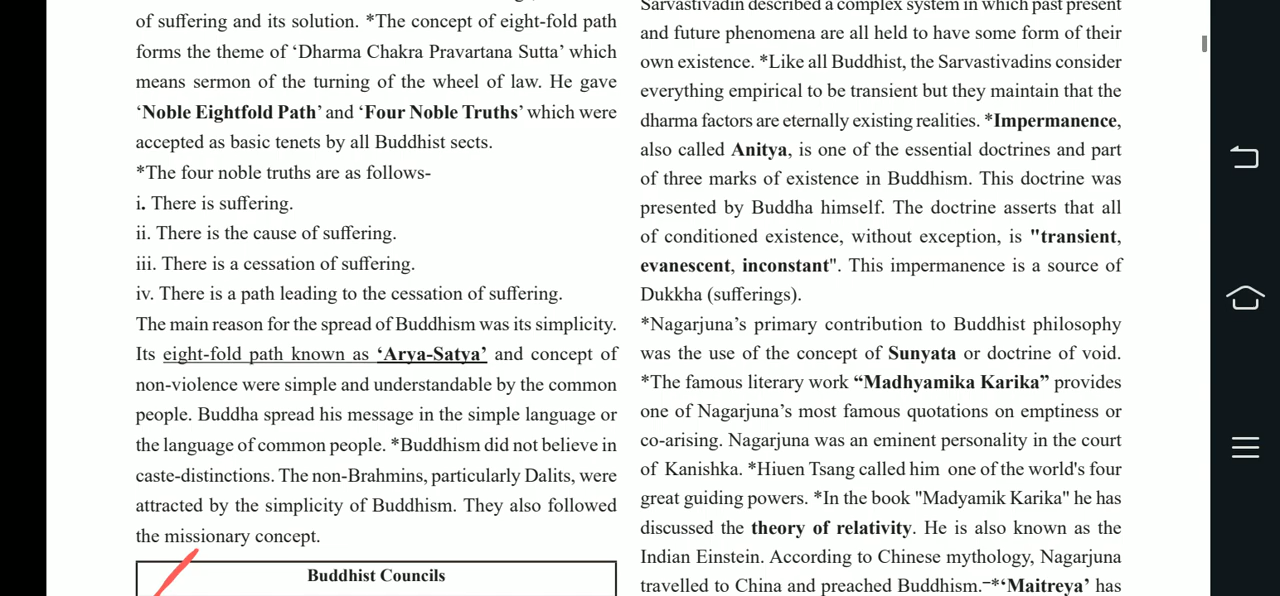 of suffering and its solution. *The concept of eight-fold path
forms the theme of ‘Dharma Chakra Pravartana Sutta’ which
means sermon of the turning of the wheel of law. He gave
‘Noble Eightfold Path’ and ‘Four Noble Truths’ which were
accepted as basic tenets by all Buddhist sects.
*The four noble truths are as follows-
i. There is suffering.
ii. There is the cause of suffering.
iii. There is a cessation of suffering.
iv. There is a path leading to the cessation of suffering.
The main reason for the spread of Buddhism was its simplicity.
Its eight-fold path known as ‘Arya-Satya’ and concept of
non-violence were simple and understandable by the common
people. Buddha spread his message in the simple language or
the language of common people. *Buddhism did not believe in
caste-distinctions. The non-Brahmins, particularly Dalits, were
attracted by the simplicity of Buddhism. They also followed
the missionary concept.
Buddhist Councils
Sarvastivadin described a complex system in which past present
and future phenomena are all held to have some form of their
own existence. *Like all Buddhist, the Sarvastivadins consider
everything empirical to be transient but they maintain that the
dharma factors are eternally existing realities. *Impermanence,
also called Anitya, is one of the essential doctrines and part
of three marks of existence in Buddhism. This doctrine was
presented by Buddha himself. The doctrine asserts that all
of conditioned existence, without exception, is "transient,
evanescent, inconstant". This impermanence is a source of
Dukkha (sufferings).
*Nagarjuna’s primary contribution to Buddhist philosophy
was the use of the concept of Sunyata or doctrine of void.
*The famous literary work “Madhyamika Karika” provides
one of Nagarjuna’s most famous quotations on emptiness or
co-arising. Nagarjuna was an eminent personality in the court
of Kanishka. *Hiuen Tsang called him one of the world's four
great guiding powers. *In the book "Madyamik Karika" he has
discussed the theory of relativity. He is also known as the
Indian Einstein. According to Chinese mythology, Nagarjuna
travelled to China and preached Buddhism.–*‘Maitreya’ has